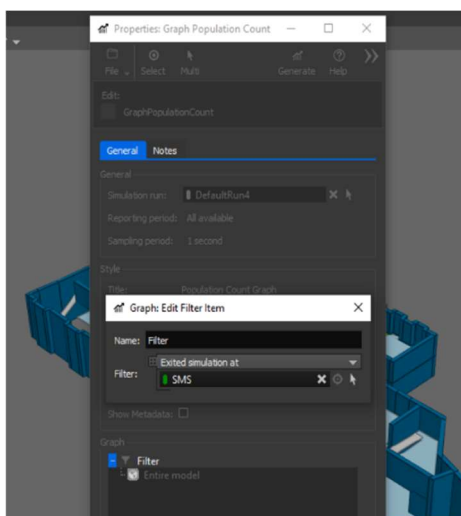 Properties: Graph Population Count
File
Select
Multi
Generate
Help
Edit:
GraphPopulationCount
General
Notes
General
Simulation run: DefaultRun4
Reporting period: All available
Sampling period: 1 second
Style
Title: Population Count Graph
Graph: Edit Filter Item
Name: Filter
Exited simulation at
Filter: SMS
Show Metadata:
Graph
Filter
Entire model